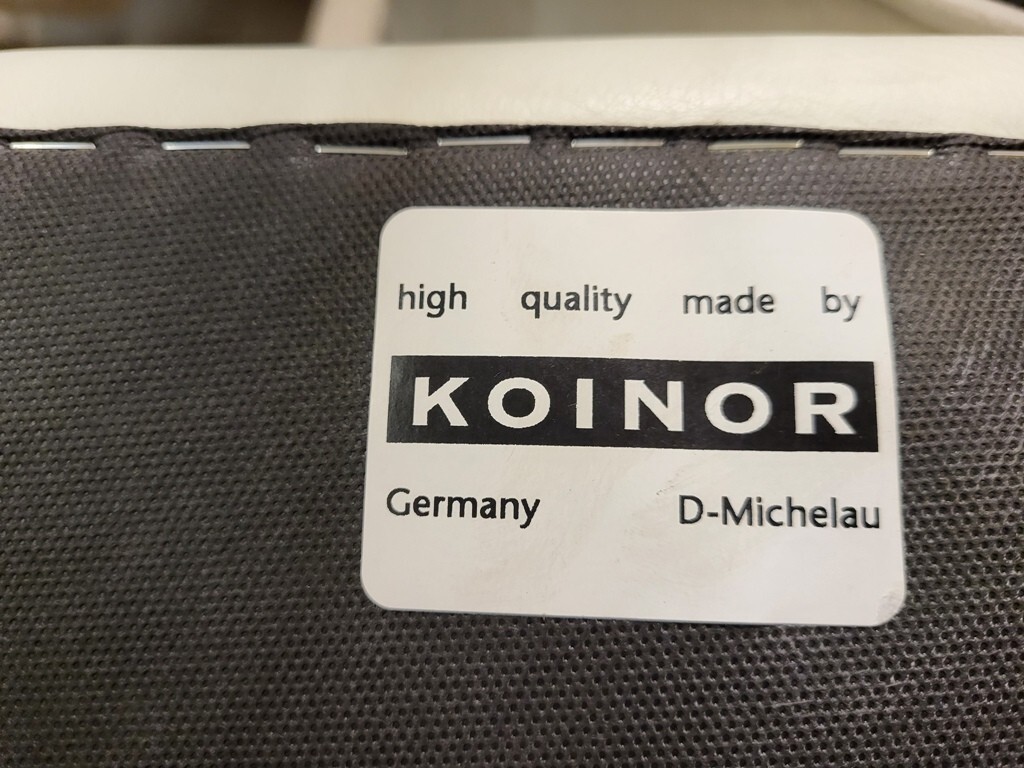 high quality made by
KOINOR
Germany D-Michelau